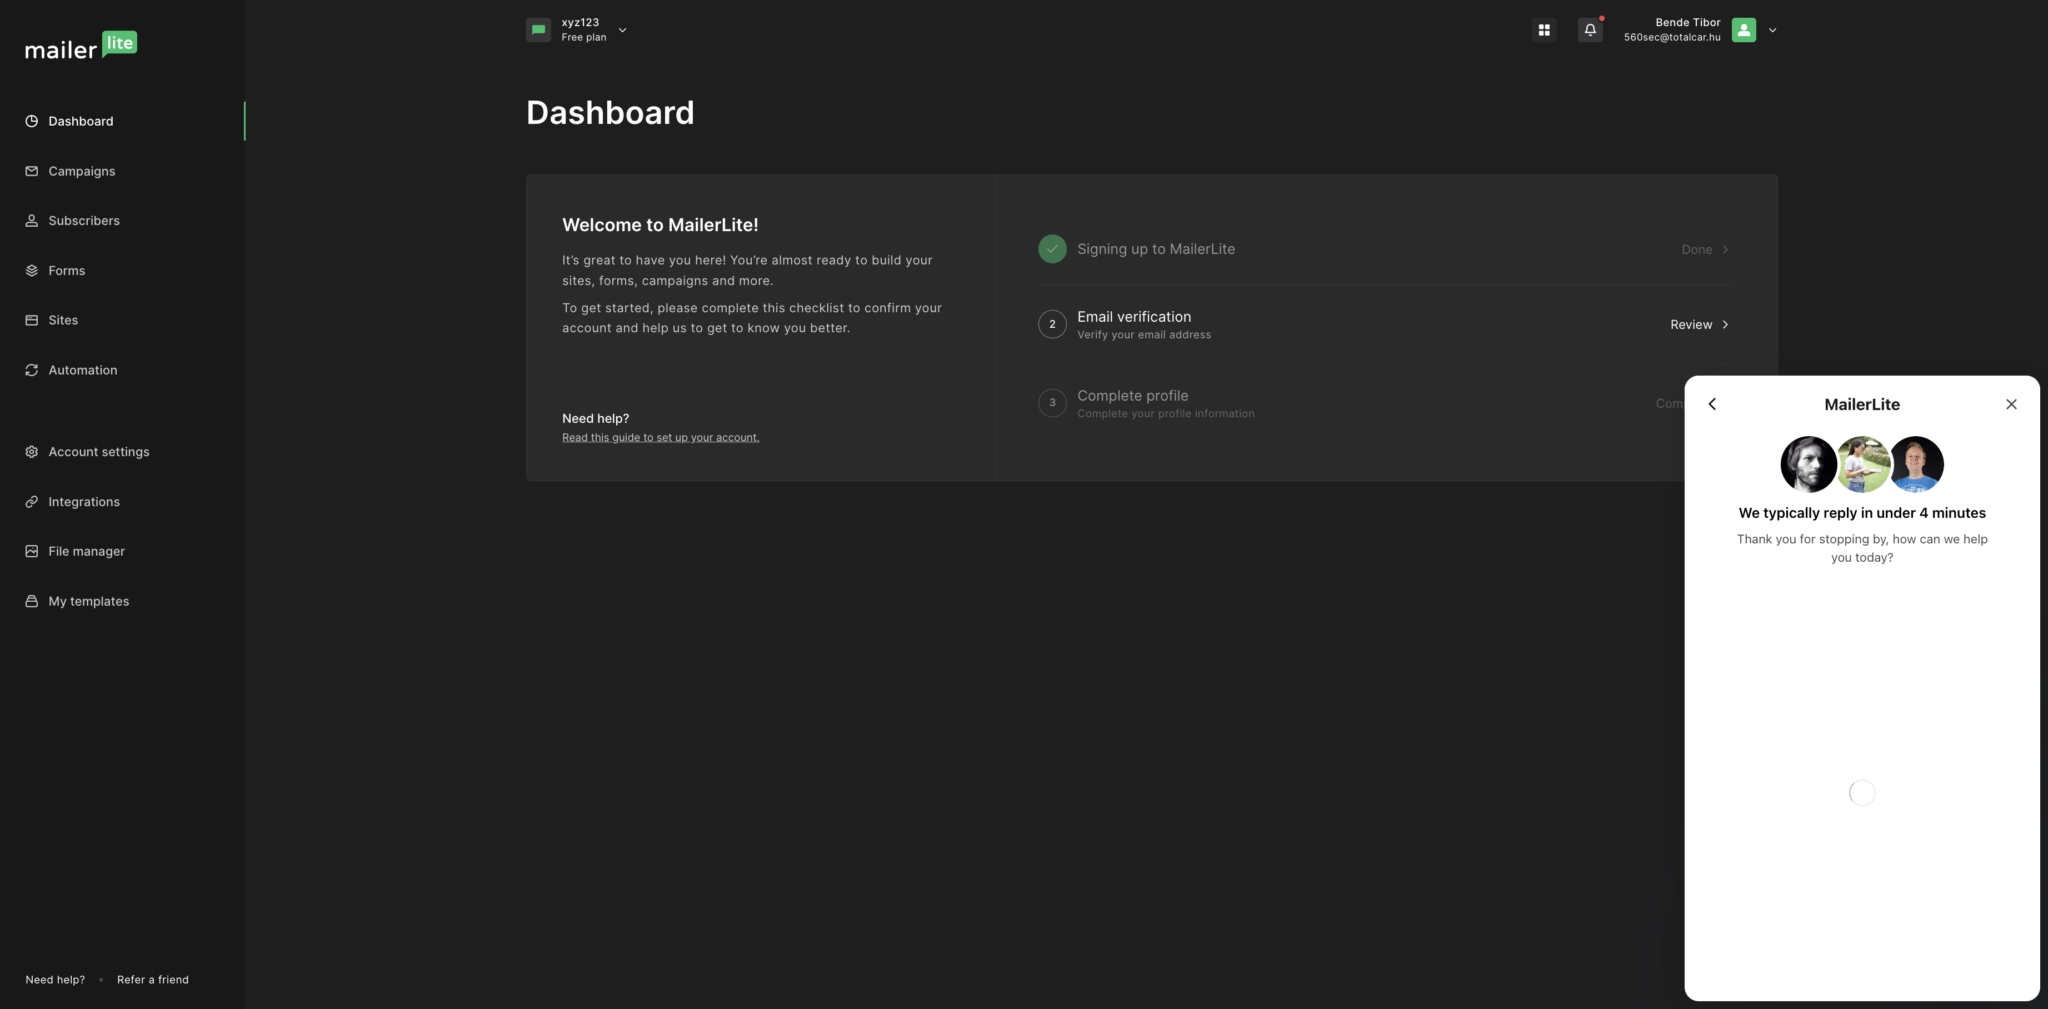 mailer lite
Dashboard
Campaigns
Subscribers
Forms
Sites
Automation
Account settings
Integrations
File manager
My templates
Need help? • Refer a friend
xyz123
Free plan
Bende Tibor
560sec@totalcar.hu
Dashboard
Welcome to MailerLite!
It's great to have you here! You're almost ready to build your
sites, forms, campaigns and more.
To get started, please complete this checklist to confirm your
account and help us to get to know you better.
Need help?
Read this guide to set up your account.
Signing up to MailerLite
Done
2
Email verification
Verify your email address
Review
3
Complete profile
Complete your profile information
Com
MailerLite
We typically reply in under 4 minutes
Thank you for stopping by, how can we help
you today?